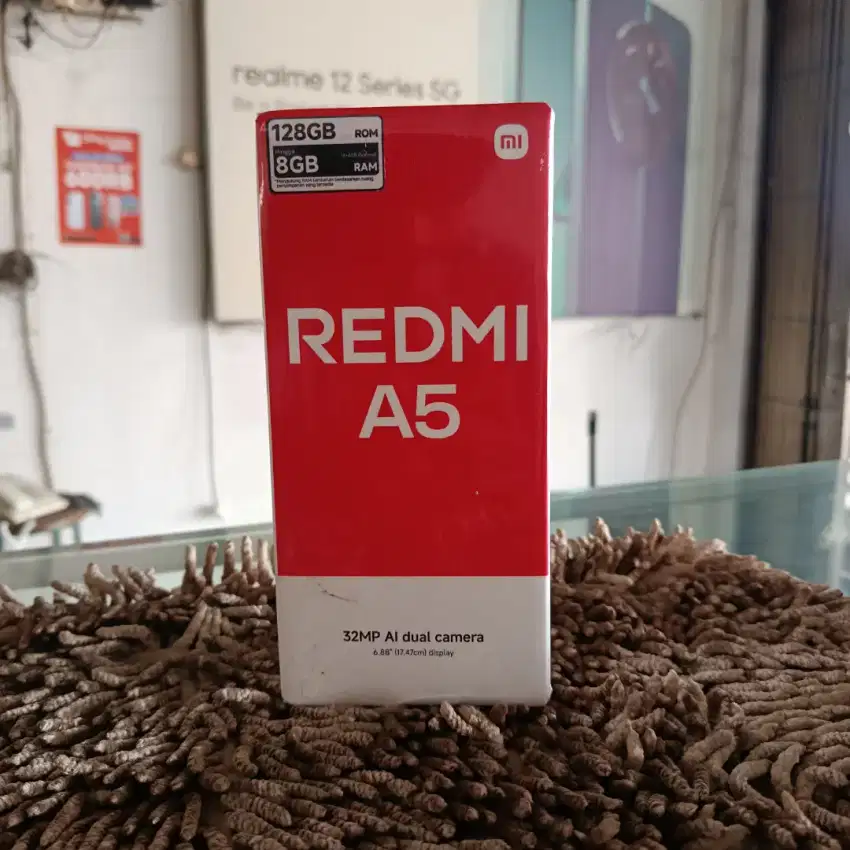 realme 12 Series 5G
128GB ROM
Hingga
8GB RAM
mi
REDMI
A5
32MP AI dual camera
6.88" (17.47cm) display